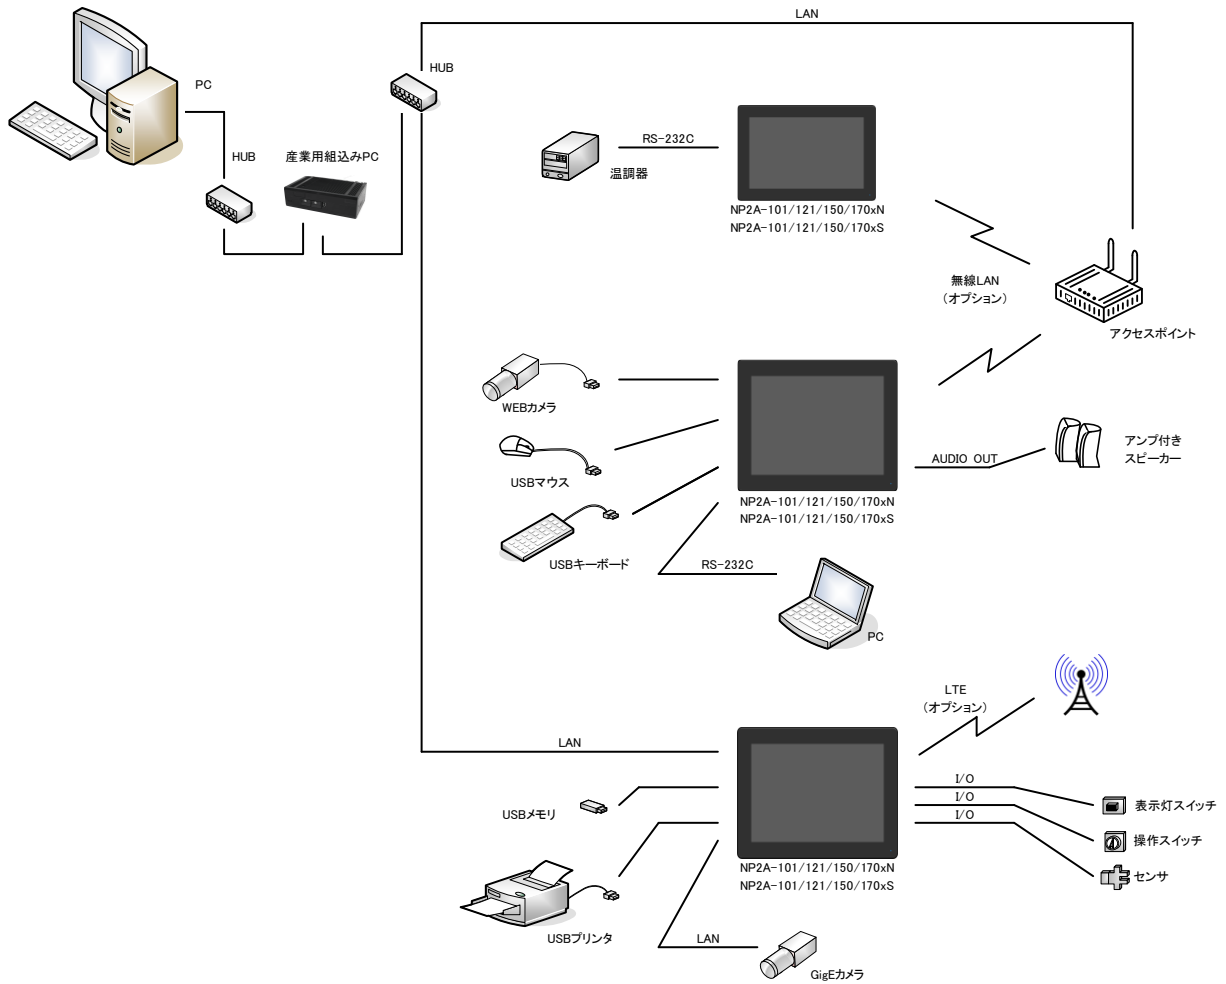 LAN
HUB
PC
HUB
産業用組込みPC
RS-232C
温調器
NP2A-101/121/150/170xN
NP2A-101/121/150/170xS
無線LAN
（オプション）
アクセスポイント
WEBカメラ
USBマウス
USBキーボード
NP2A-101/121/150/170xN
NP2A-101/121/150/170xS
AUDIO OUT
アンプ付き
スピーカー
RS-232C
PC
LTE
（オプション）
LAN
USBメモリ
USBプリンタ
NP2A-101/121/150/170xN
NP2A-101/121/150/170xS
I/O
I/O
I/O
表示灯スイッチ
操作スイッチ
センサ
LAN
GigEカメラ